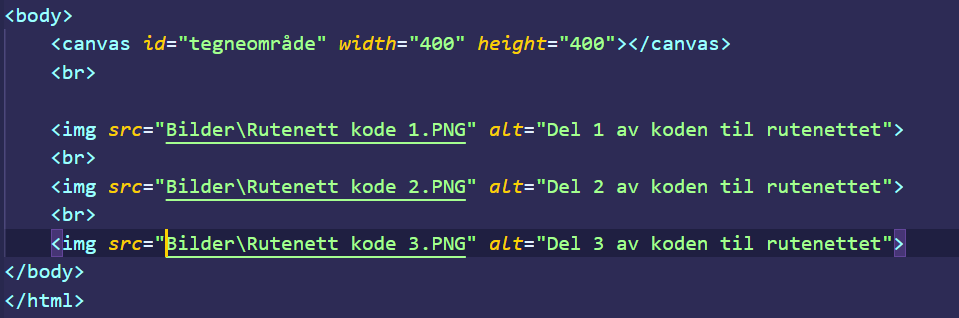 <body>
<canvas id="tegneområde" width="400" height="400"></canvas>
<br>
<img src="Bilder\Rutenett kode 1.PNG" alt="Del 1 av koden til rutenettet">
<br>
<img src="Bilder\Rutenett kode 2.PNG" alt="Del 2 av koden til rutenettet">
<br>
<img src="Bilder\Rutenett kode 3.PNG" alt="Del 3 av koden til rutenettet">
</body>
</html>